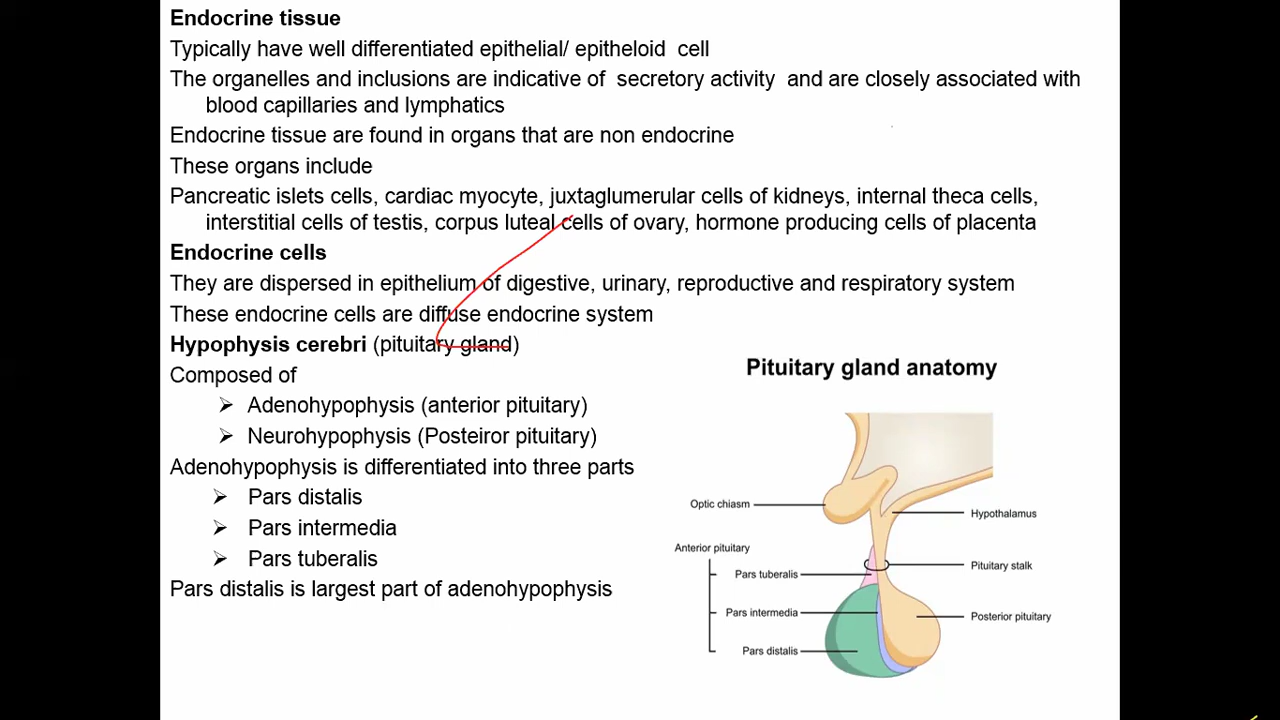 Endocrine tissue
Typically have well differentiated epithelial/ epitheloid  cell
The organelles and inclusions are indicative of  secretory activity  and are closely associated with
blood capillaries and lymphatics
Endocrine tissue are found in organs that are non endocrine
These organs include
Pancreatic islets cells, cardiac myocyte, juxtaglumerular cells of kidneys, internal theca cells,
interstitial cells of testis, corpus luteal cells of ovary, hormone producing cells of placenta
Endocrine cells
They are dispersed in epithelium of digestive, urinary, reproductive and respiratory system
These endocrine cells are diffuse endocrine system
Hypophysis cerebri (pituitary gland)
Composed of
➢ Adenohypophysis (anterior pituitary)
➢ Neurohypophysis (Posteiror pituitary)
Adenohypophysis is differentiated into three parts
➢ Pars distalis
➢ Pars intermedia
➢ Pars tuberalis
Pars distalis is largest part of adenohypophysis
Pituitary gland anatomy
Optic chiasm
Hypothalamus
Anterior pituitary
Pituitary stalk
Pars tuberalis
Pars intermedia
Posterior pituitary
Pars distalis